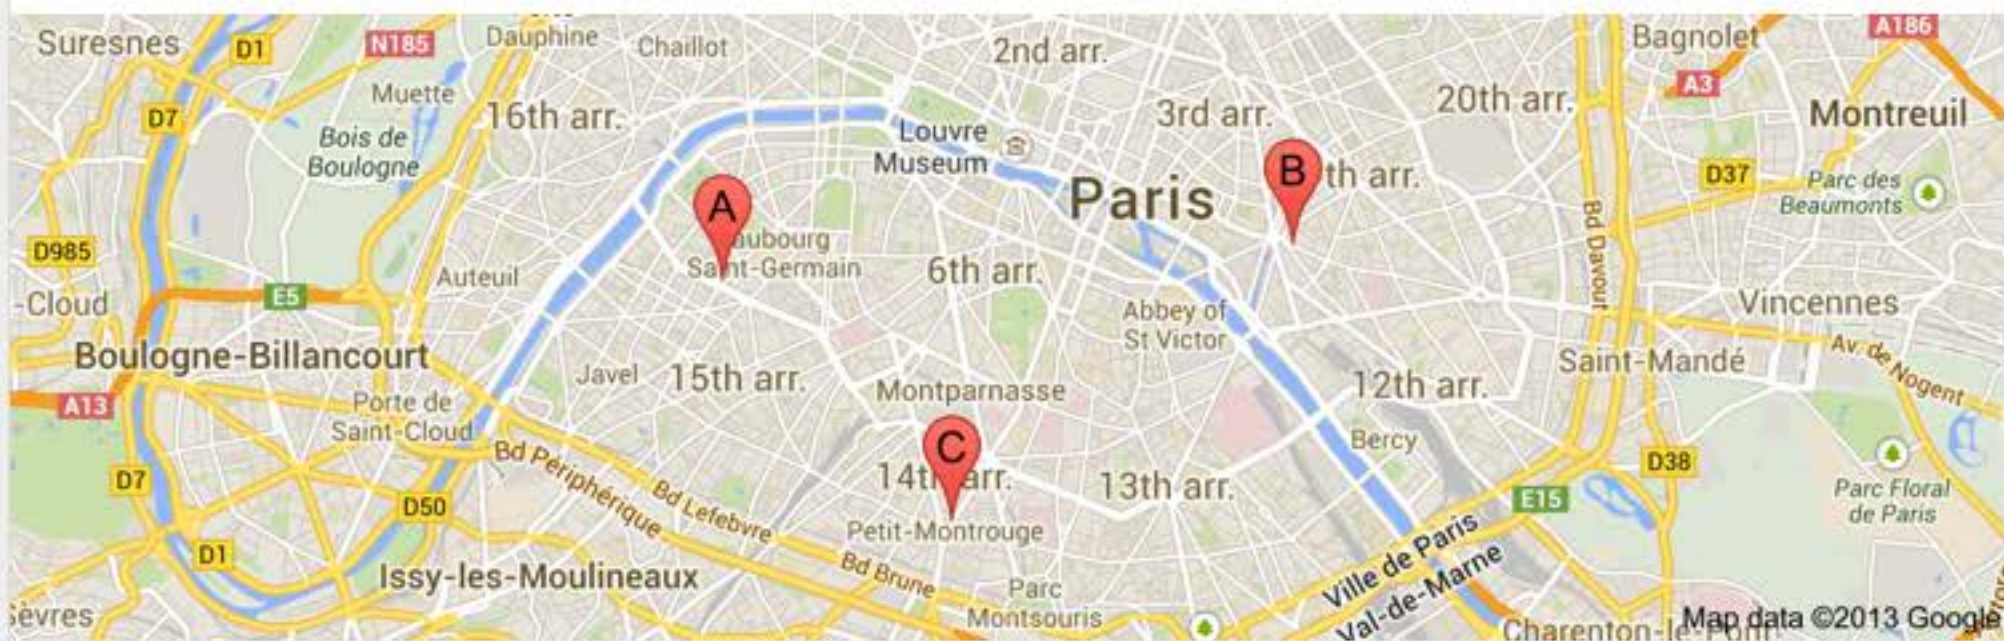 Dauphine
Suresnes
D1
N185
Chaillot
2nd arr.
Bagnolet
A186
A3
Muette
16th arr.
D7
3rd arr.
20th arr.
Montreuil
Bois de
Boulogne
Louvre
Museum
B
th arr.
D37
Parc des
Beaumonts
A
Paris
Bd Davout
D985
aubourg
Saint-Germain
Auteuil
6th arr.
-Cloud
E5
Abbey of
St Victor
Vincennes
Boulogne-Billancourt
Javel
15th arr.
Montparnasse
12th arr.
Saint-Mandé
Av. de Nogent
A13
Porte de
Saint-Cloud
Bercy
C
D7
Bd Périphérique
Bd Lefebvre
14th arr.
13th arr.
D38
E15
Parc Floral
de Paris
D50
Petit-Montrouge
D1
Issy-les-Moulineaux
Bd Brune
Parc
Montsouris
Ville de Paris
Val-de-Marne
Sèvres
Charenton-le-Pont
Map data ©2013 Google